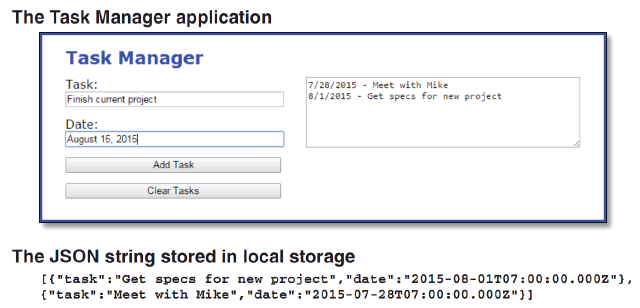 The Task Manager application
Task Manager
Task:
Finish current project
Date:
August 15, 2015
Add Task
Clear Tasks
7/28/2015 - Meet with Mike
8/1/2015 - Get specs for new project
The JSON string stored in local storage
[{"task":"Get specs for new project","date":"2015-08-01T07:00:00.000Z"},
{"task":"Meet with Mike","date":"2015-07-28T07:00:00.000Z"}]